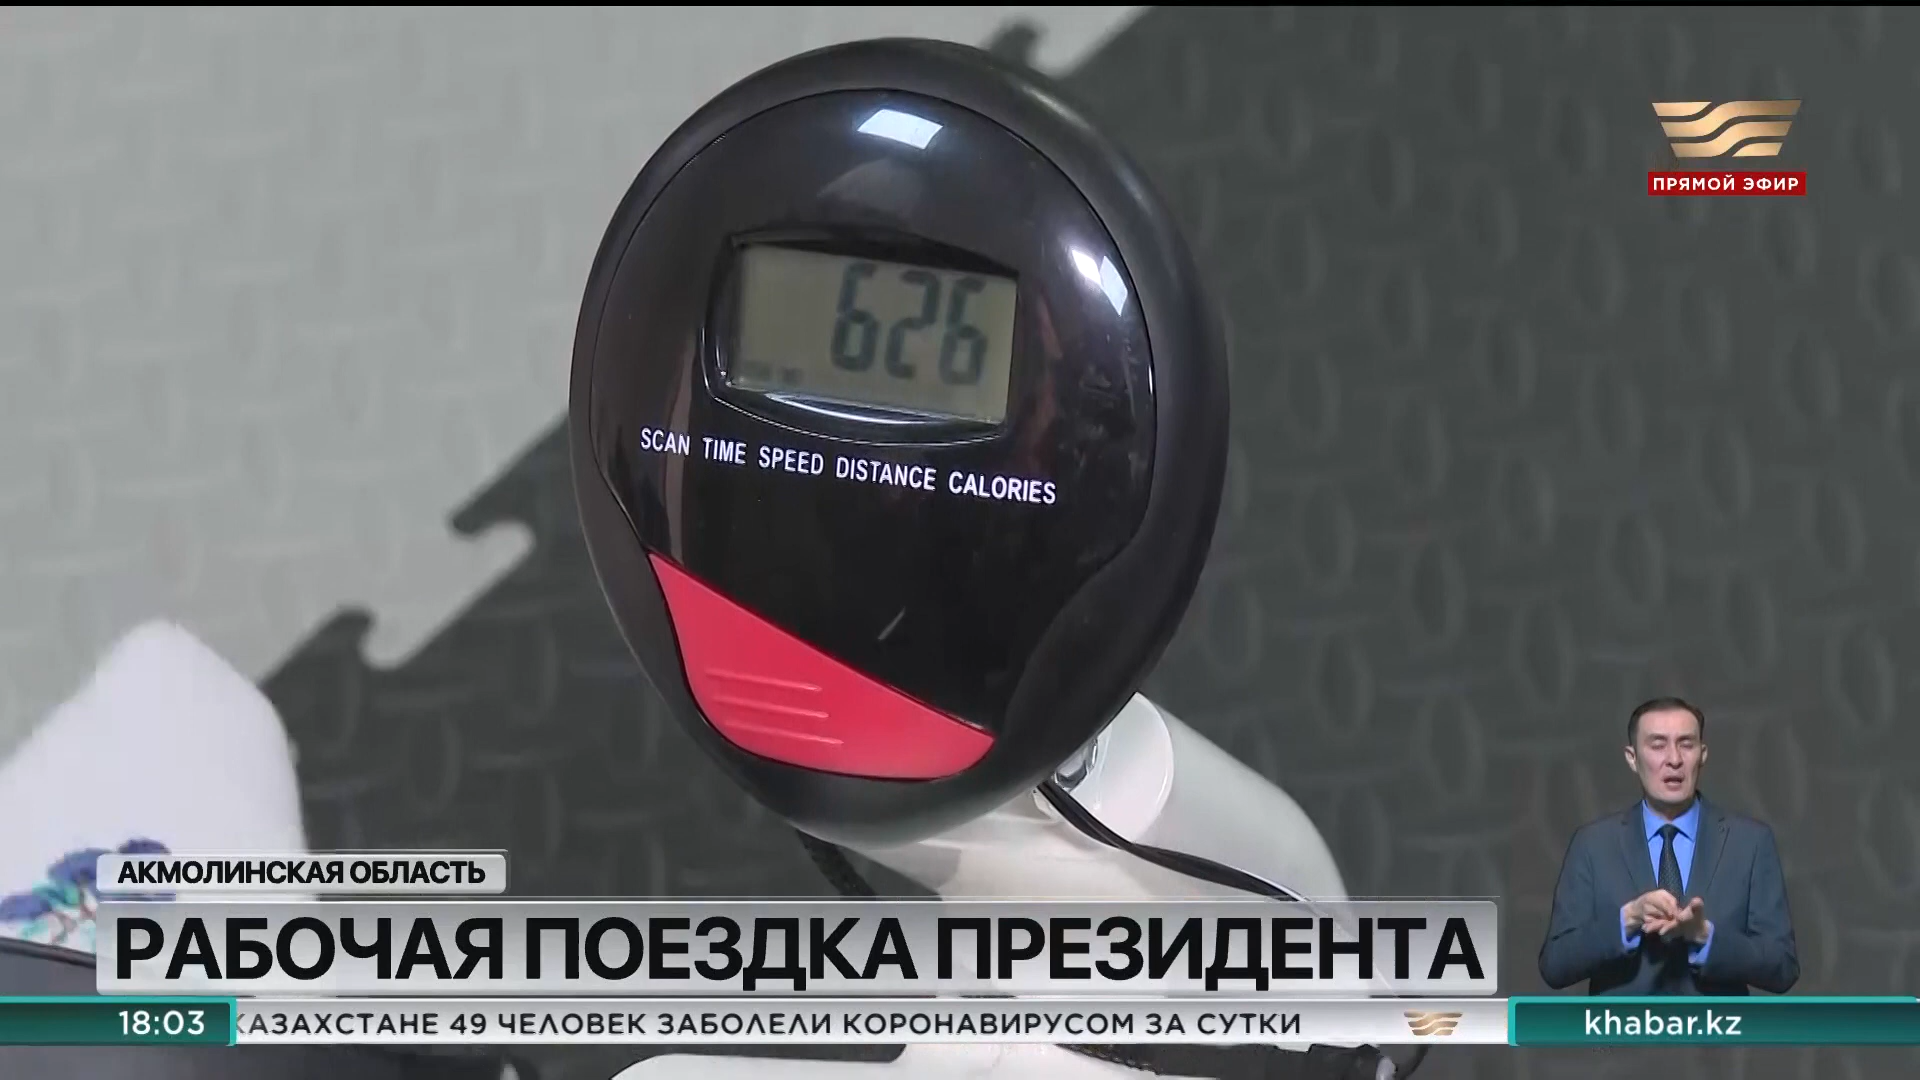 ПРЯМОЙ ЭФИР
626
SCAN TIME SPEED DISTANCE CALORIES
АКМОЛИНСКАЯ ОБЛАСТЬ
РАБОЧАЯ ПОЕЗДКА ПРЕЗИДЕНТА
18:03
КАЗАХСТАНЕ 49 ЧЕЛОВЕК ЗАБОЛЕЛИ КОРОНАВИРУСОМ ЗА СУТКИ
khabar.kz